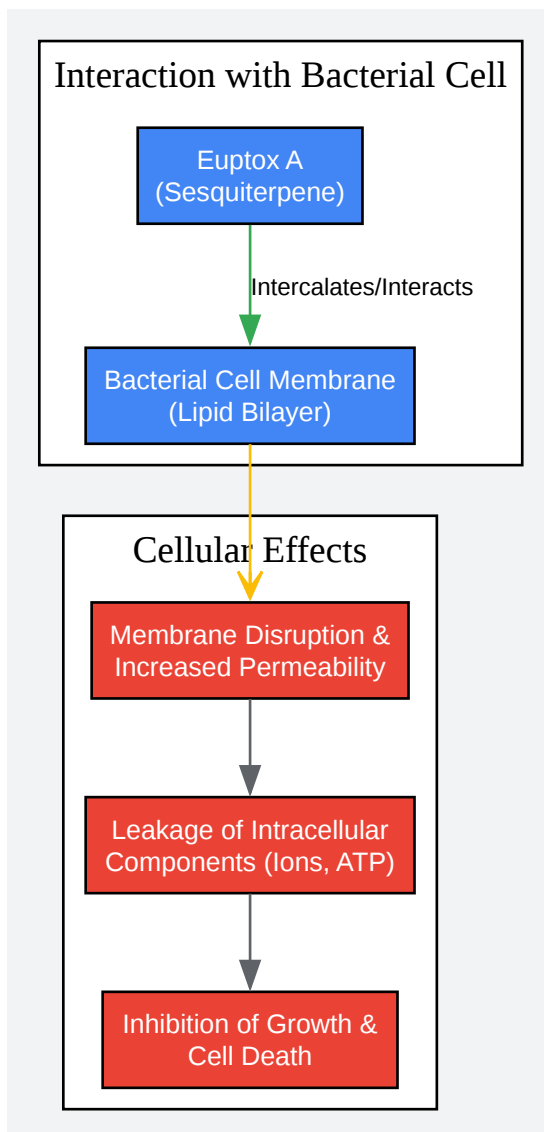 Interaction with Bacterial Cell
Euptox A
(Sesquiterpene)
Intercalates/Interacts
Bacterial Cell Membrane
(Lipid Bilayer)
Cellular Effects
Membrane Disruption &
Increased Permeability
Leakage of Intracellular
Components (Ions, ATP)
Inhibition of Growth &
Cell Death